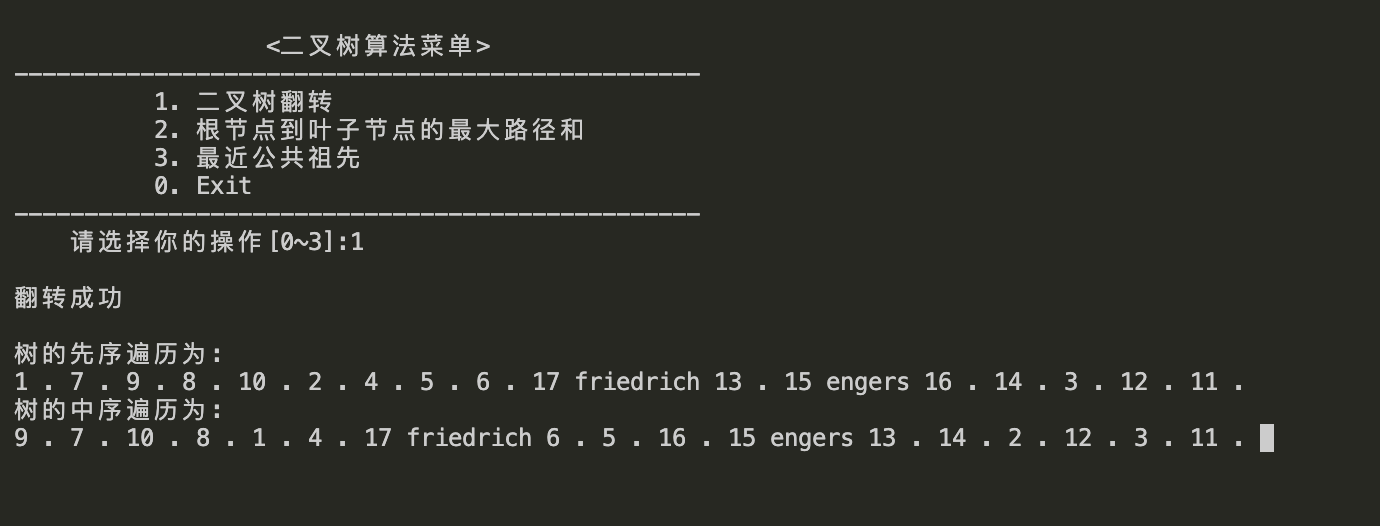 <二叉树算法菜单>
-------------------------------------------------
1. 二叉树翻转
2. 根节点到叶子节点的最大路径和
3. 最近公共祖先
0. Exit
-------------------------------------------------
请选择你的操作[0~3]:1
翻转成功
树的先序遍历为:
1 . 7 . 9 . 8 . 10 . 2 . 4 . 5 . 6 . 17 friedrich 13 . 15 engers 16 . 14 . 3 . 12 . 11 .
树的中序遍历为:
9 . 7 . 10 . 8 . 1 . 4 . 17 friedrich 6 . 5 . 16 . 15 engers 13 . 14 . 2 . 12 . 3 . 11 .